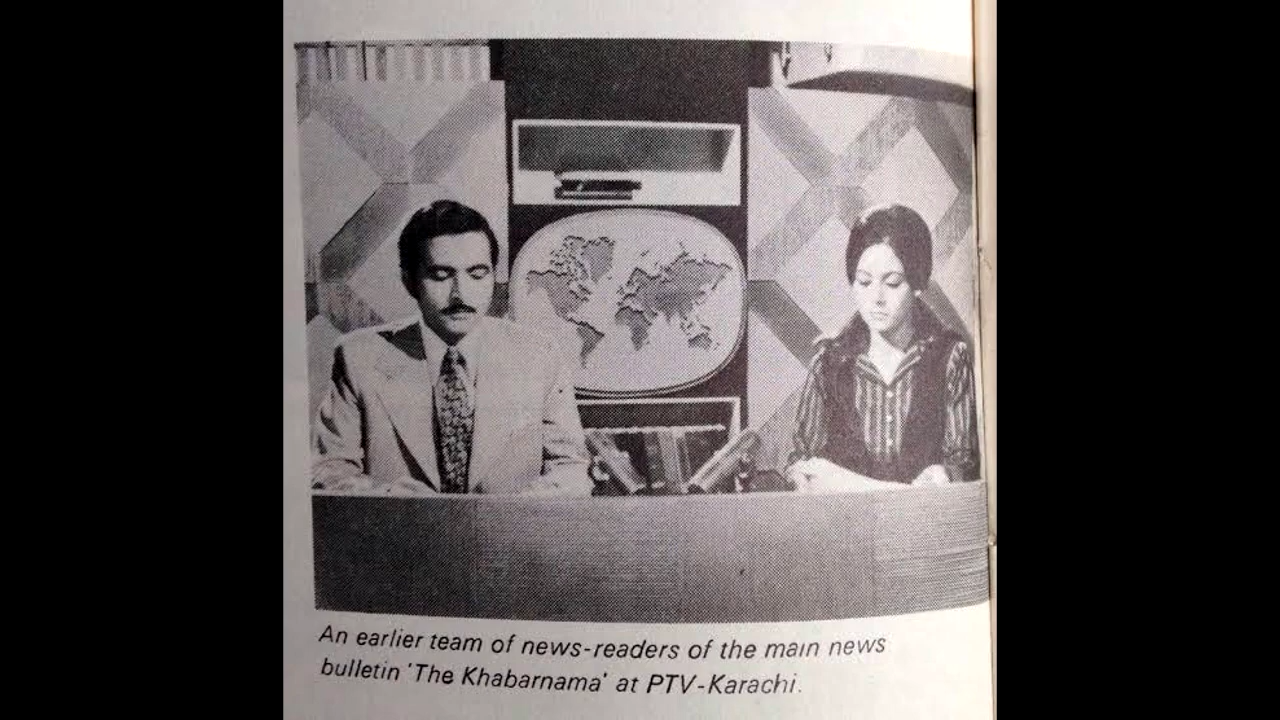 An earlier team of news-readers of the main news
bulletin 'The Khabarnama' at PTV-Karachi.